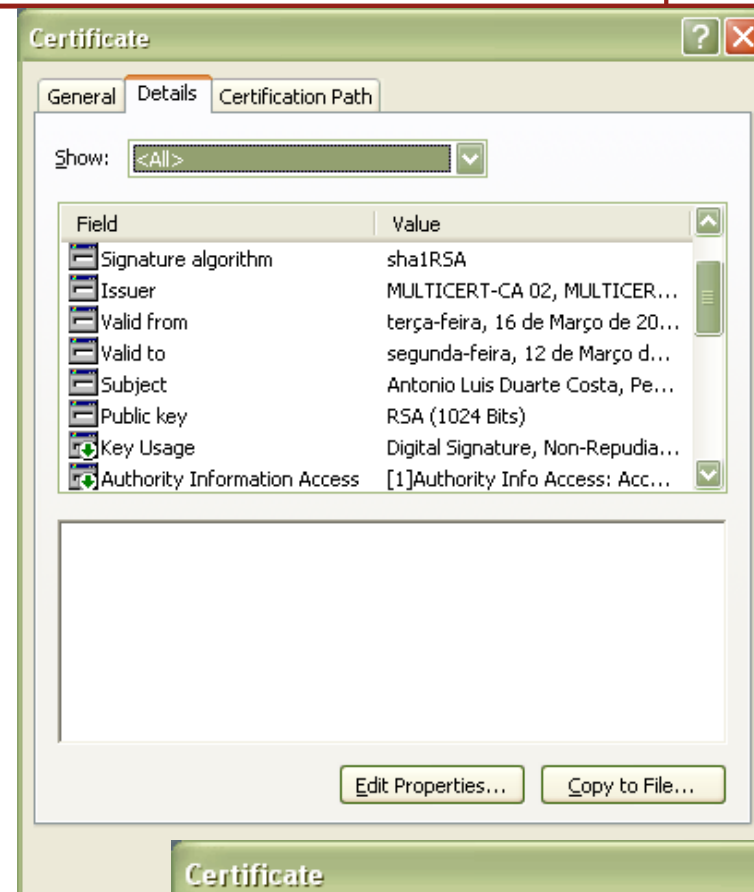 Certificate
General Details Certification Path
Show: <All>
Field Value
Signature algorithm sha1RSA
Issuer MULTICERT-CA 02, MULTICER...
Valid from terça-feira, 16 de Março de 20...
Valid to segunda-feira, 12 de Março d...
Subject Antonio Luis Duarte Costa, Pe...
Public key RSA (1024 Bits)
Key Usage Digital Signature, Non-Repudia...
Authority Information Access [1]Authority Info Access: Acc...
Edit Properties... Copy to File...
Certificate